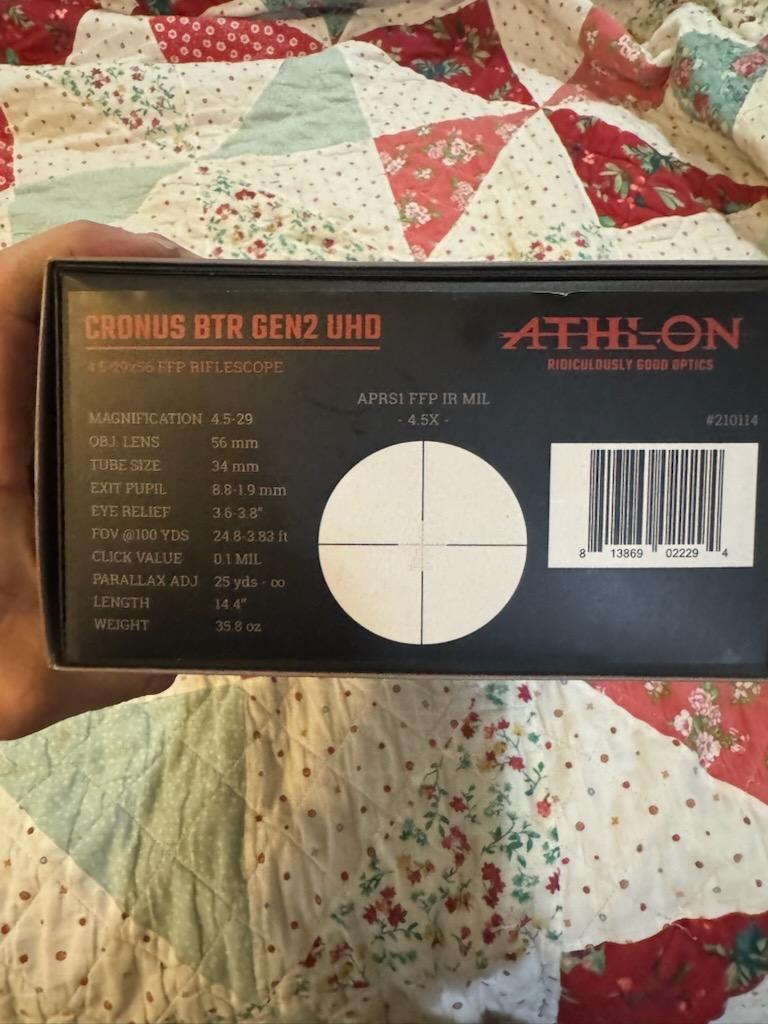 CRONUS BTR GEN2 UHD
4.5-29x56 FFP RIFLESCOPE
ATHLON
RIDICULOUSLY GOOD OPTICS
APRS1 FFP IR MIL
- 4.5X -
#210114
MAGNIFICATION 4.5-29
OBJ. LENS 56 mm
TUBE SIZE 34 mm
EXIT PUPIL 8.8-1.9 mm
EYE RELIEF 3.6-3.8"
FOV @100 YDS 24.8-3.83 ft
CLICK VALUE 0.1 MIL
PARALLAX ADJ 25 yds - ∞
LENGTH 14.4"
WEIGHT 35.8 oz
8 13869 02229 4